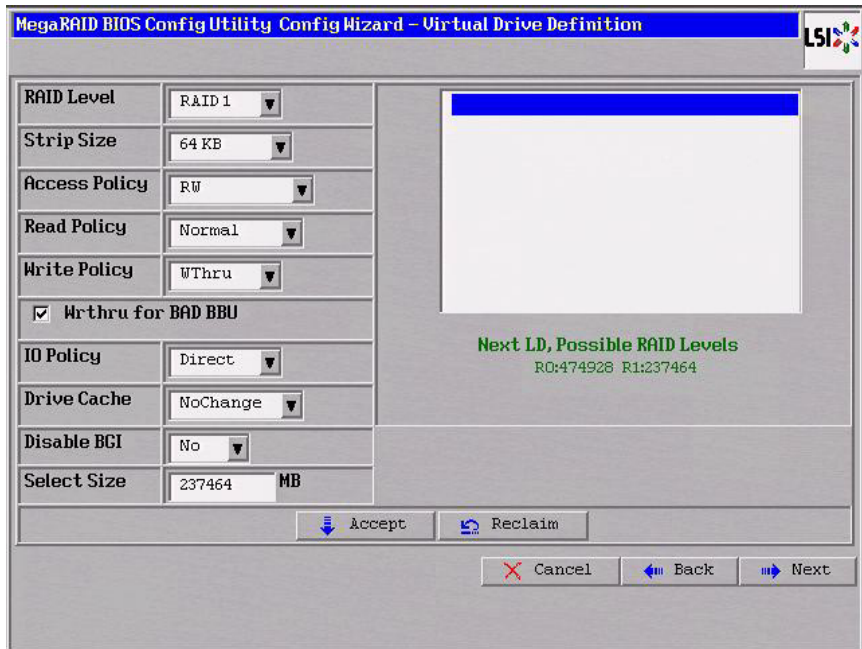 MegaRAID BIOS Config Utility Config Wizard – Virtual Drive Definition
LSI
RAID Level RAID 1
Strip Size 64 KB
Access Policy RW
Read Policy Normal
Write Policy WThru
Wrthru for BAD BBU
IO Policy Direct
Drive Cache NoChange
Disable BGI No
Select Size 237464 MB
Next LD, Possible RAID Levels
R0:474928 R1:237464
Accept Reclaim
Cancel Back Next